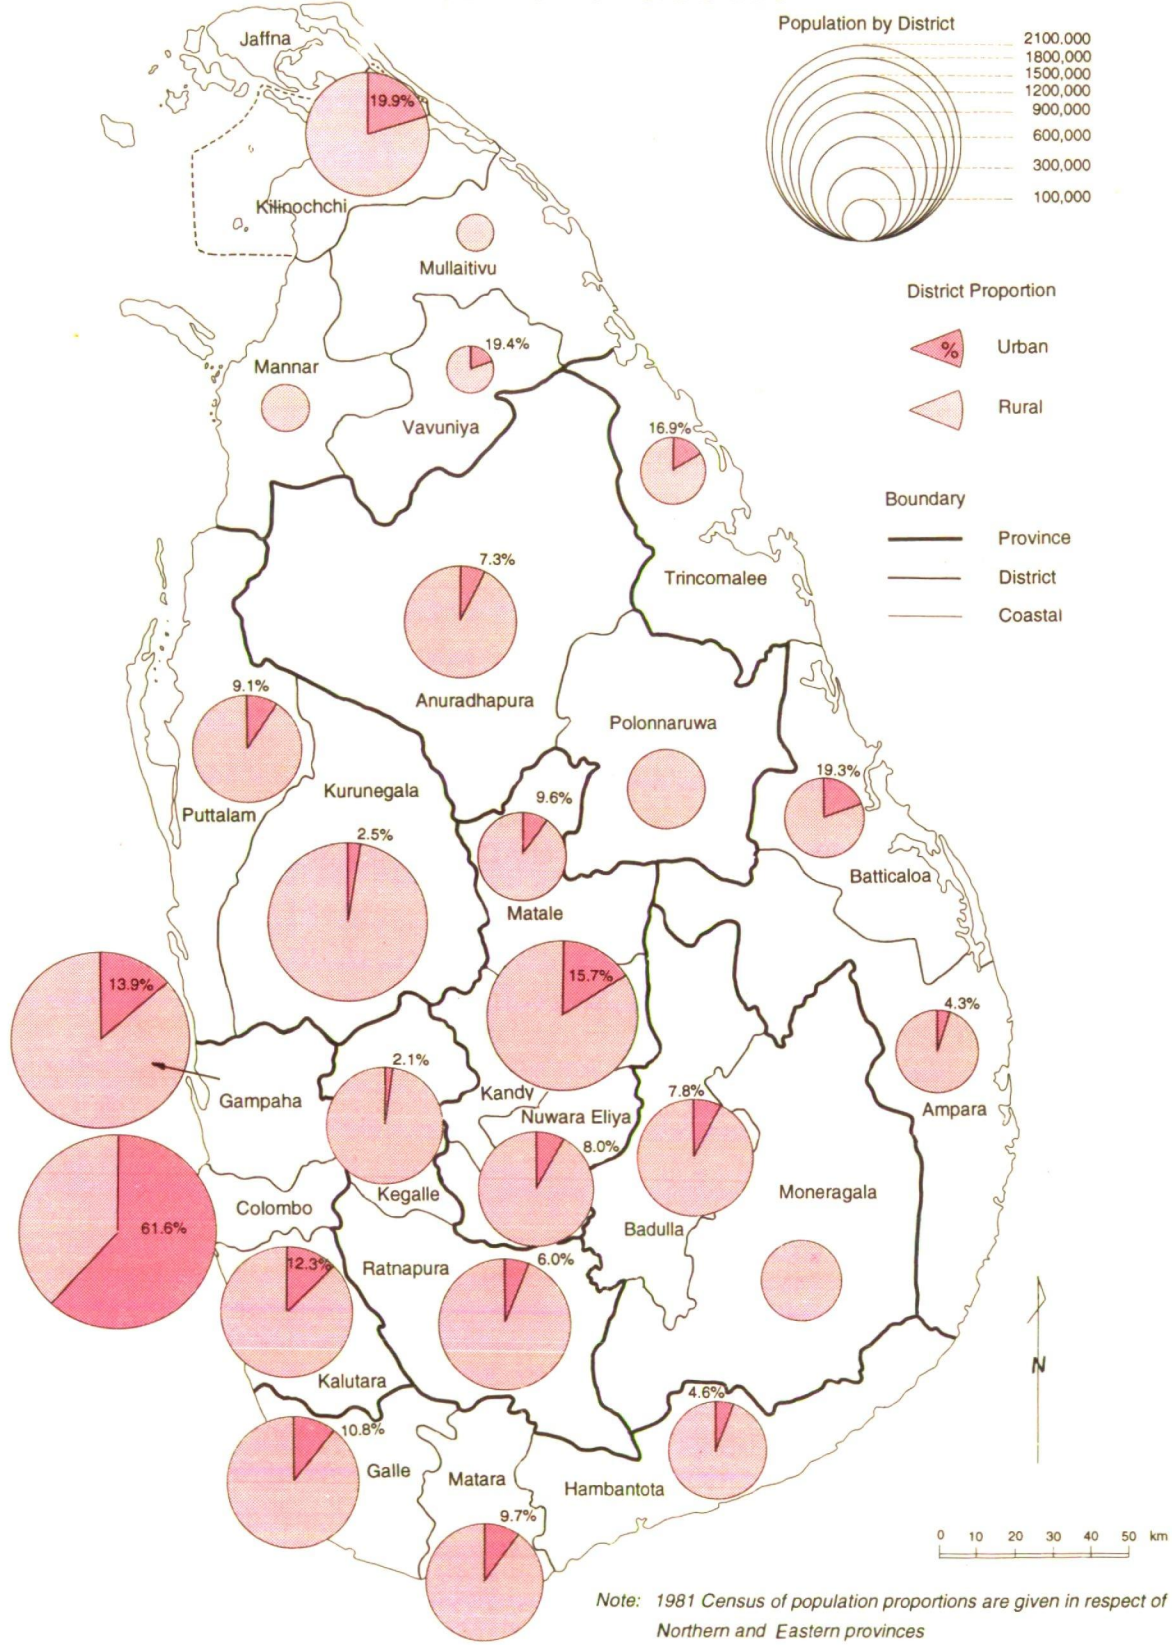 Population by District
2100.000
1800,000
1500,000
1200,000
900,000
600,000
300,000
100,000
Jaffna
19.9%
Kilinochchi
Mullaitivu
District Proportion
% Urban
Rural
19.4%
Mannar
Vavuniya
16.9%
Boundary
Province
District
Coastal
7.3%
Trincomalee
9.1%
Anuradhapura
Polonnaruwa
19.3%
Kurunegala
9.6%
Puttalam
2.5%
Batticaloa
Matale
13.9%
15.7%
4.3%
2.1%
Gampaha
Kandy
7.8%
Nuwara Eliya
Ampara
8.0%
Kegalle
Moneragala
Colombo
61.6%
Badulla
12.3%
Ratnapura
6.0%
N
Kalutara
4.6%
10.8%
Galle
Matara
Hambantota
9.7%
0 10 20 30 40 50 km
Note: 1981 Census of population proportions are given in respect of
Northern and Eastern provinces